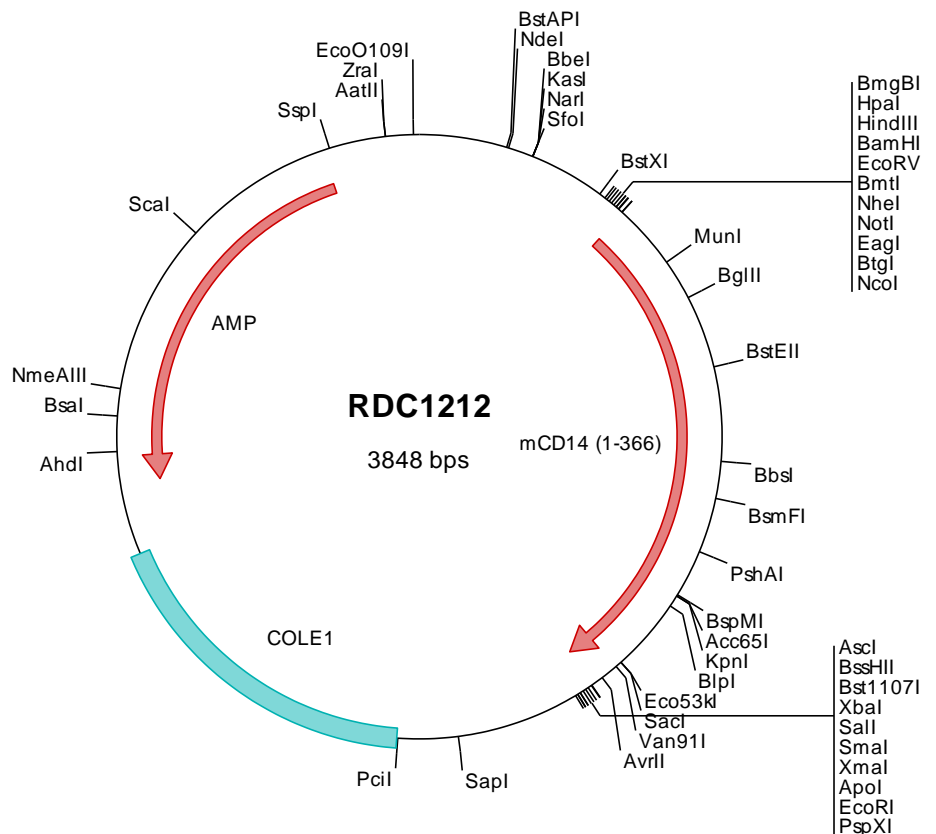 BstAPI
NdeI
EcoO109I
BbeI
ZraI
KasI
AatII
NarI
SspI
SfoI
BstXI
BmgBI
HpaI
HindIII
BamHI
EcoRV
BmtI
NheI
NotI
EagI
BtgI
NcoI
ScaI
MunI
BglII
AMP
BstEII
NmeAIII
BsaI
AhdI
RDC1212
3848 bps
mCD14 (1-366)
BbsI
BsmFI
PshAI
COLE1
BspMI
Acc65I
KpnI
BlpI
Eco53kI
SacI
Van91I
AvrII
PciI
SapI
AscI
BssHII
Bst1107I
XbaI
SalI
SmaI
XmaI
ApoI
EcoRI
PspXI